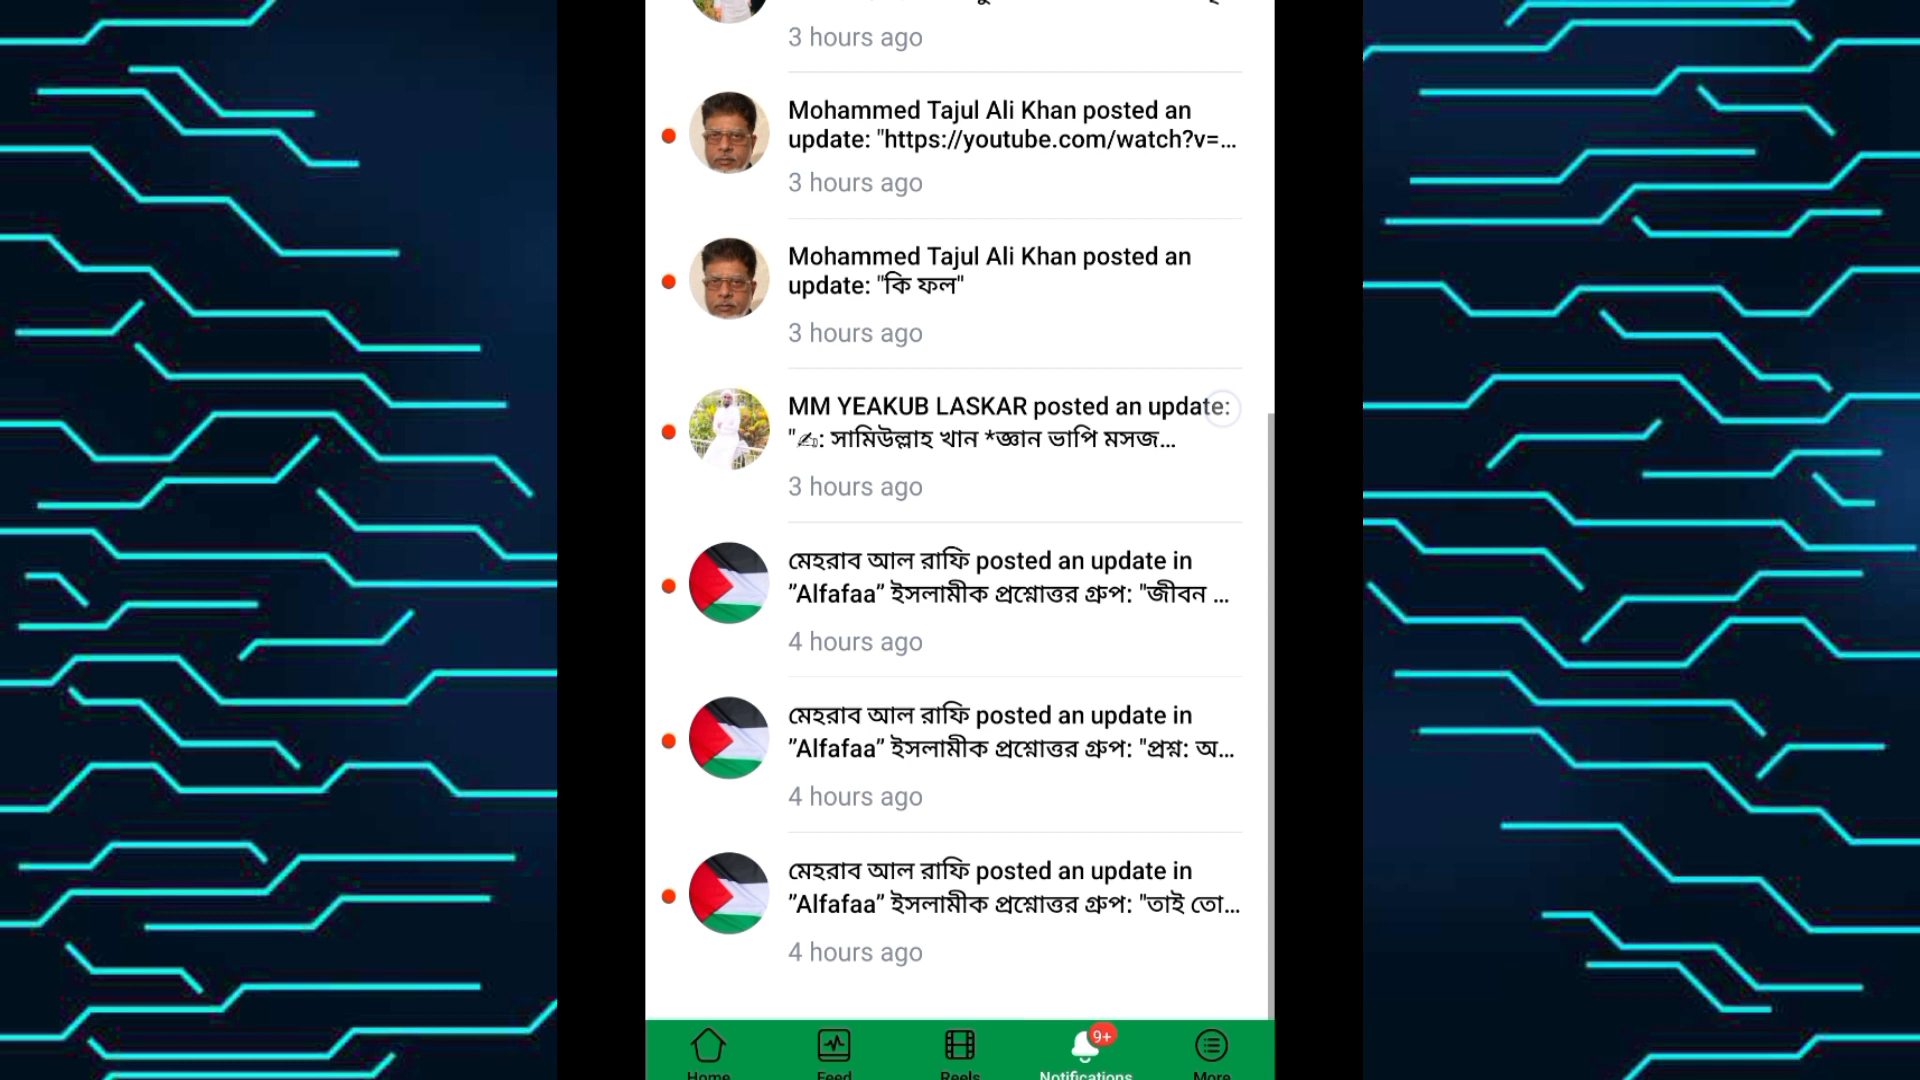 3 hours ago
Mohammed Tajul Ali Khan posted an
update: "https://youtube.com/watch?v=...
3 hours ago
Mohammed Tajul Ali Khan posted an
update: "কি ফল"
3 hours ago
MM YEAKUB LASKAR posted an update:
"✍: সামিউল্লাহ খান *জ্ঞান ভাপি মসজ...
3 hours ago
মেহরাব আল রাফি posted an update in
”Alfafaa” ইসলামীক প্রশ্নোত্তর গ্রুপ: "জীবন ...
4 hours ago
মেহরাব আল রাফি posted an update in
”Alfafaa” ইসলামীক প্রশ্নোত্তর গ্রুপ: "প্রশ্ন: অ...
4 hours ago
মেহরাব আল রাফি posted an update in
”Alfafaa” ইসলামীক প্রশ্নোত্তর গ্রুপ: "তাই তো...
4 hours ago
9+
Home Feed Reels Notifications More